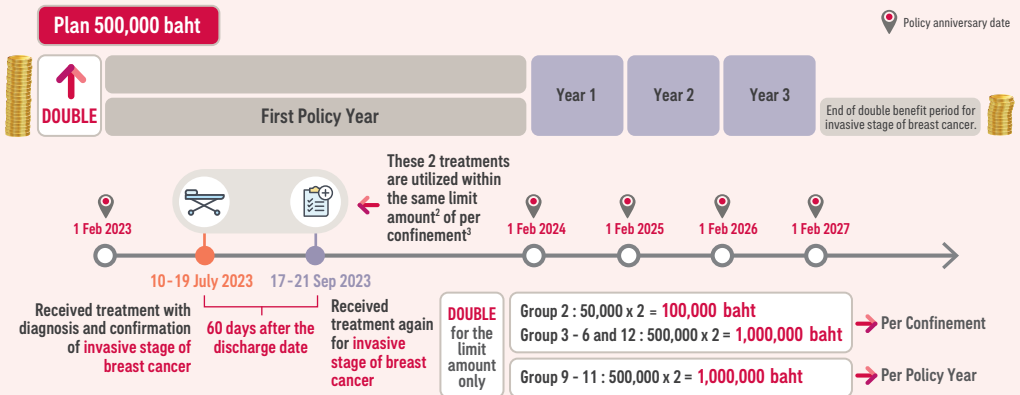 Plan 500,000 baht
Policy anniversary date
DOUBLE
First Policy Year
Year 1
Year 2
Year 3
End of double benefit period for
invasive stage of breast cancer.
These 2 treatments
are utilized within
the same limit
amount² of per
confinement³
1 Feb 2023
1 Feb 2024
1 Feb 2025
1 Feb 2026
1 Feb 2027
10-19 July 2023
17-21 Sep 2023
Received treatment with
diagnosis and confirmation
of invasive stage of
breast cancer
60 days after the
discharge date
Received
treatment again
for invasive
stage of breast
cancer
DOUBLE
for the
limit
amount
only
Group 2 : 50,000 x 2 = 100,000 baht
Group 3 - 6 and 12 : 500,000 x 2 = 1,000,000 baht
Per Confinement
Group 9 - 11 : 500,000 x 2 = 1,000,000 baht
Per Policy Year